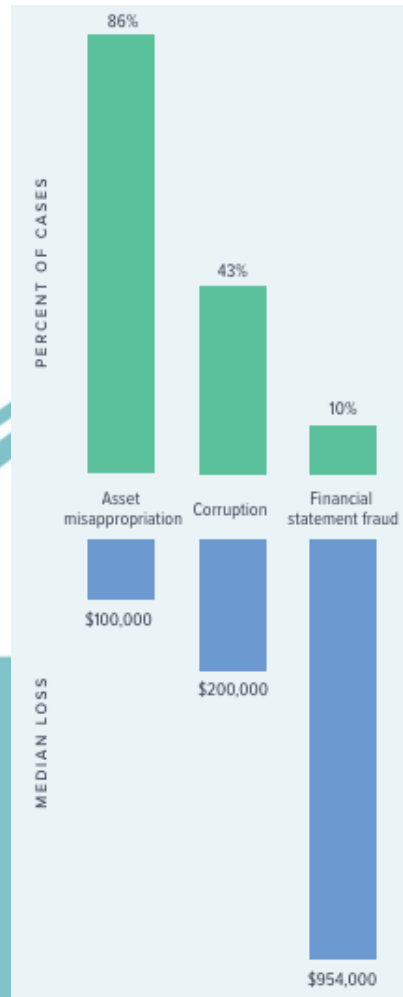 86%
PERCENT OF CASES
43%
10%
Asset
misappropriation
Corruption
Financial
statement fraud
$100,000
$200,000
MEDIAN LOSS
$954,000